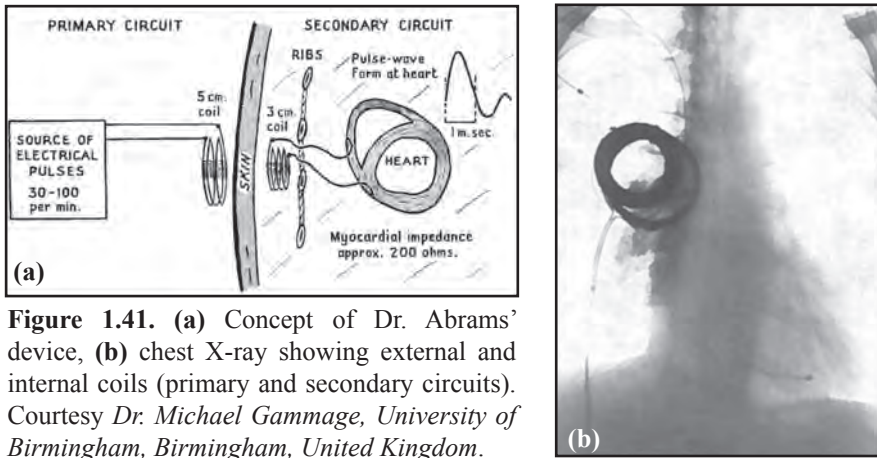 PRIMARY CIRCUIT
SECONDARY CIRCUIT
RIBS
Pulse-wave
Form at heart
5 cm.
coil
3 cm.
coil
1 m. sec.
SOURCE OF
ELECTRICAL
PULSES
30-100
per min.
SKIN
HEART
Myocardial impedance
approx. 200 ohms.
(a)
Figure 1.41. (a) Concept of Dr. Abrams’
device, (b) chest X-ray showing external and
internal coils (primary and secondary circuits).
Courtesy Dr. Michael Gammage, University of
Birmingham, Birmingham, United Kingdom.
(b)